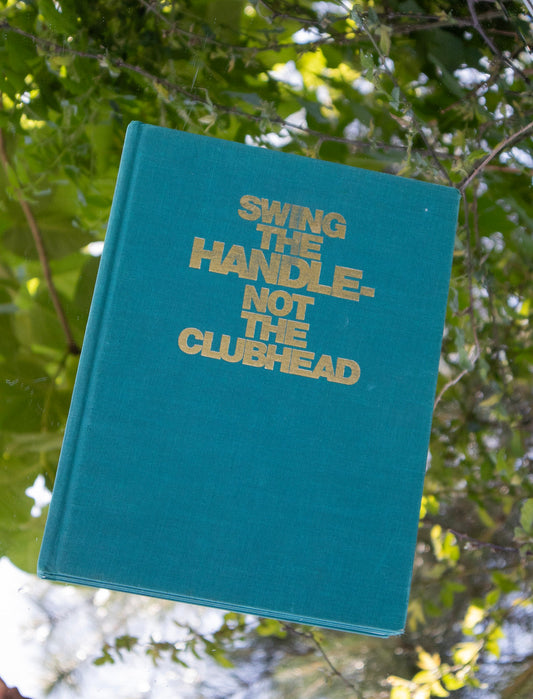 SWING
THE
HANDLE-
NOT
THE
CLUBHEAD